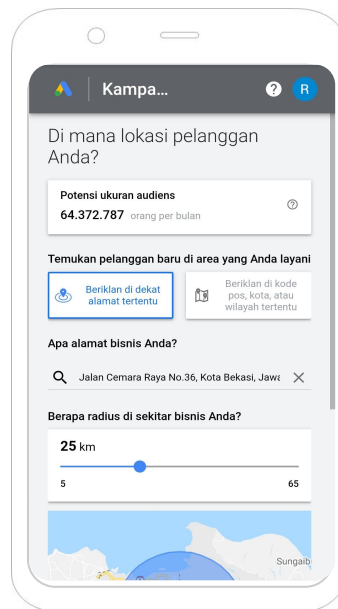 Kampa...
R
Di mana lokasi pelanggan
Anda?
Potensi ukuran audiens
64.372.787 orang per bulan
Temukan pelanggan baru di area yang Anda layani
Beriklan di dekat
alamat tertentu
Beriklan di kode
pos, kota, atau
wilayah tertentu
Apa alamat bisnis Anda?
Jalan Cemara Raya No.36, Kota Bekasi, Jawa
Berapa radius di sekitar bisnis Anda?
25 km
5 65
Sungaib